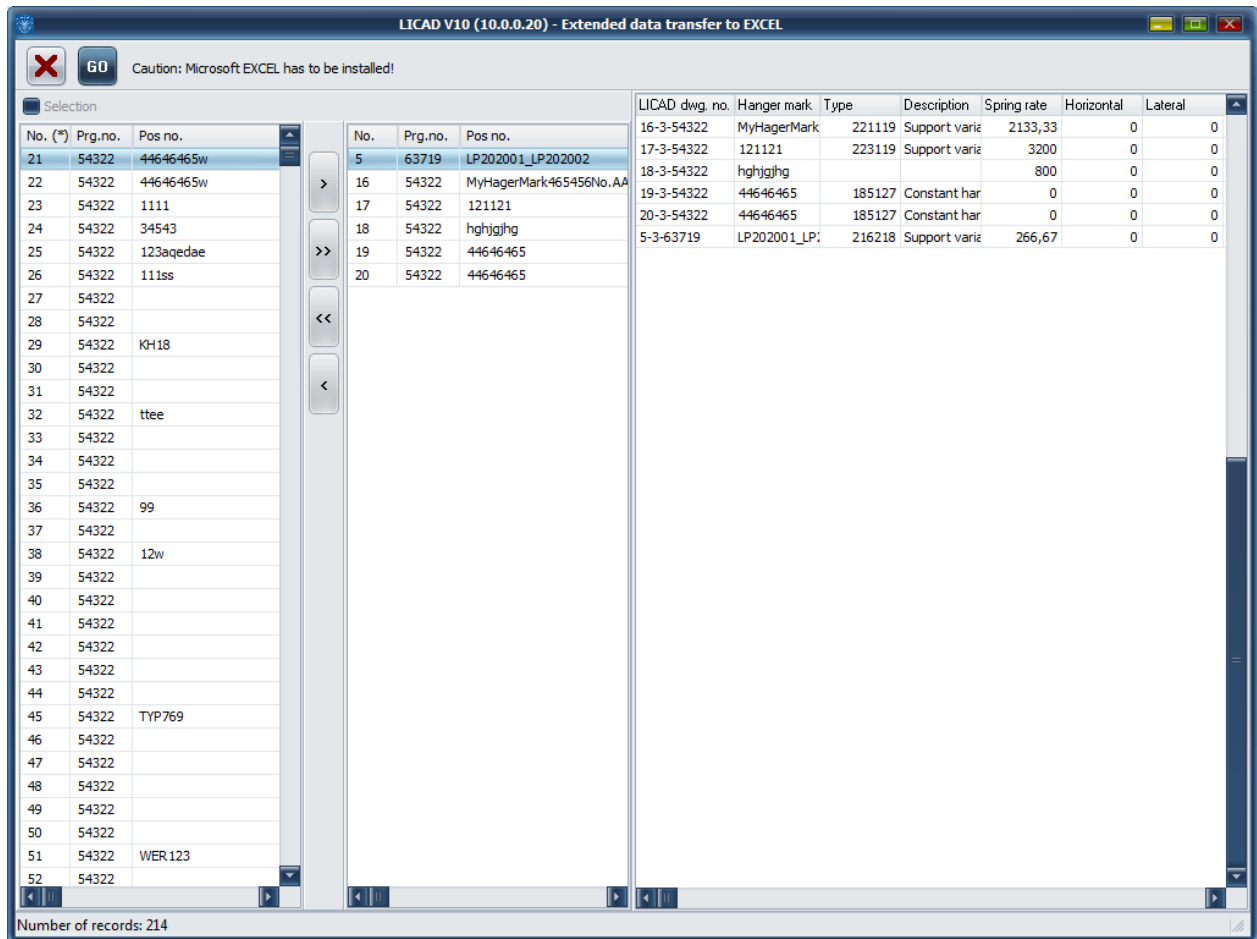 LICAD V10 (10.0.0.20) - Extended data transfer to EXCEL
GO Caution: Microsoft EXCEL has to be installed!
Selection
No. (*) Prg.no. Pos no.
21 54322 44646465w
22 54322 44646465w
23 54322 1111
24 54322 34543
25 54322 123aqedae
26 54322 111ss
27 54322
28 54322
29 54322 KH18
30 54322
31 54322
32 54322 ttee
33 54322
34 54322
35 54322
36 54322 99
37 54322
38 54322 12w
39 54322
40 54322
41 54322
42 54322
43 54322
44 54322
45 54322 TYP769
46 54322
47 54322
48 54322
49 54322
50 54322
51 54322 WER123
52 54322
>
>>
<<
<
No. Prg.no. Pos no.
5 63719 LP202001_LP202002
16 54322 MyHagerMark465456No.AA
17 54322 121121
18 54322 hghjgjhg
19 54322 44646465
20 54322 44646465
LICAD dwg. no. Hanger mark Type Description Spring rate Horizontal Lateral
16-3-54322 MyHagerMark 221119 Support varia 2133,33 0 0
17-3-54322 121121 223119 Support varia 3200 0 0
18-3-54322 hghjgjhg 800 0 0
19-3-54322 44646465 185127 Constant har 0 0 0
20-3-54322 44646465 185127 Constant har 0 0 0
5-3-63719 LP202001_LP2 216218 Support varia 266,67 0 0
Number of records: 214